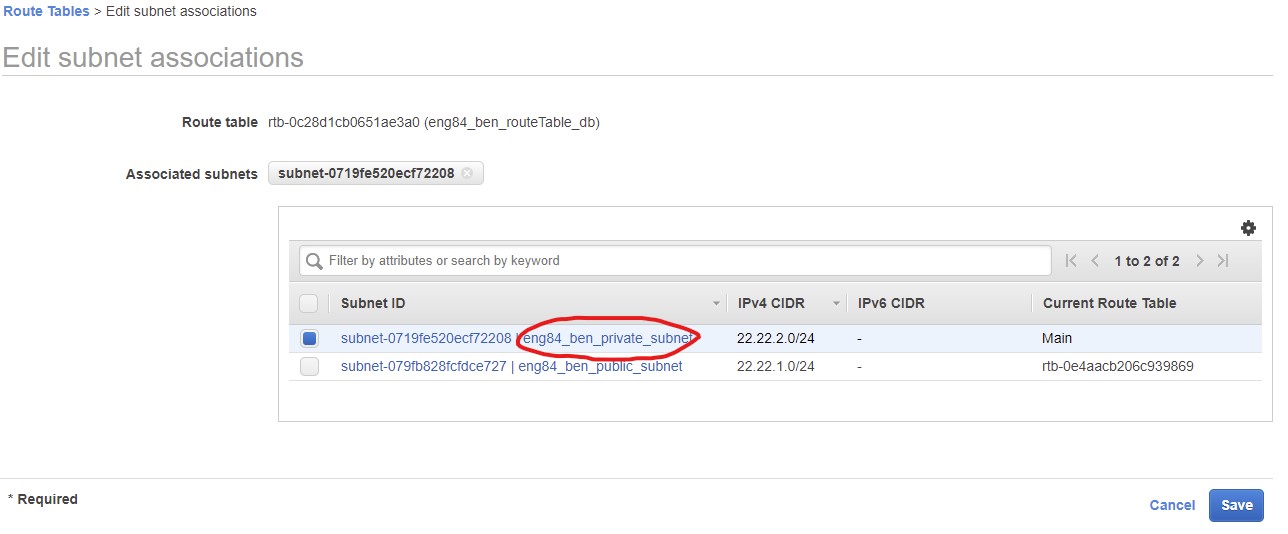 Route Tables > Edit subnet associations
Edit subnet associations
Route table rtb-0c28d1cb0651ae3a0 (eng84_ben_routeTable_db)
Associated subnets subnet-0719fe520ecf72208
Filter by attributes or search by keyword 1 to 2 of 2
Subnet ID IPv4 CIDR IPv6 CIDR Current Route Table
subnet-0719fe520ecf72208 | eng84_ben_private_subnet 22.22.2.0/24 - Main
subnet-079fb828fcfdce727 | eng84_ben_public_subnet 22.22.1.0/24 - rtb-0e4aacb206c939869
* Required
Cancel Save